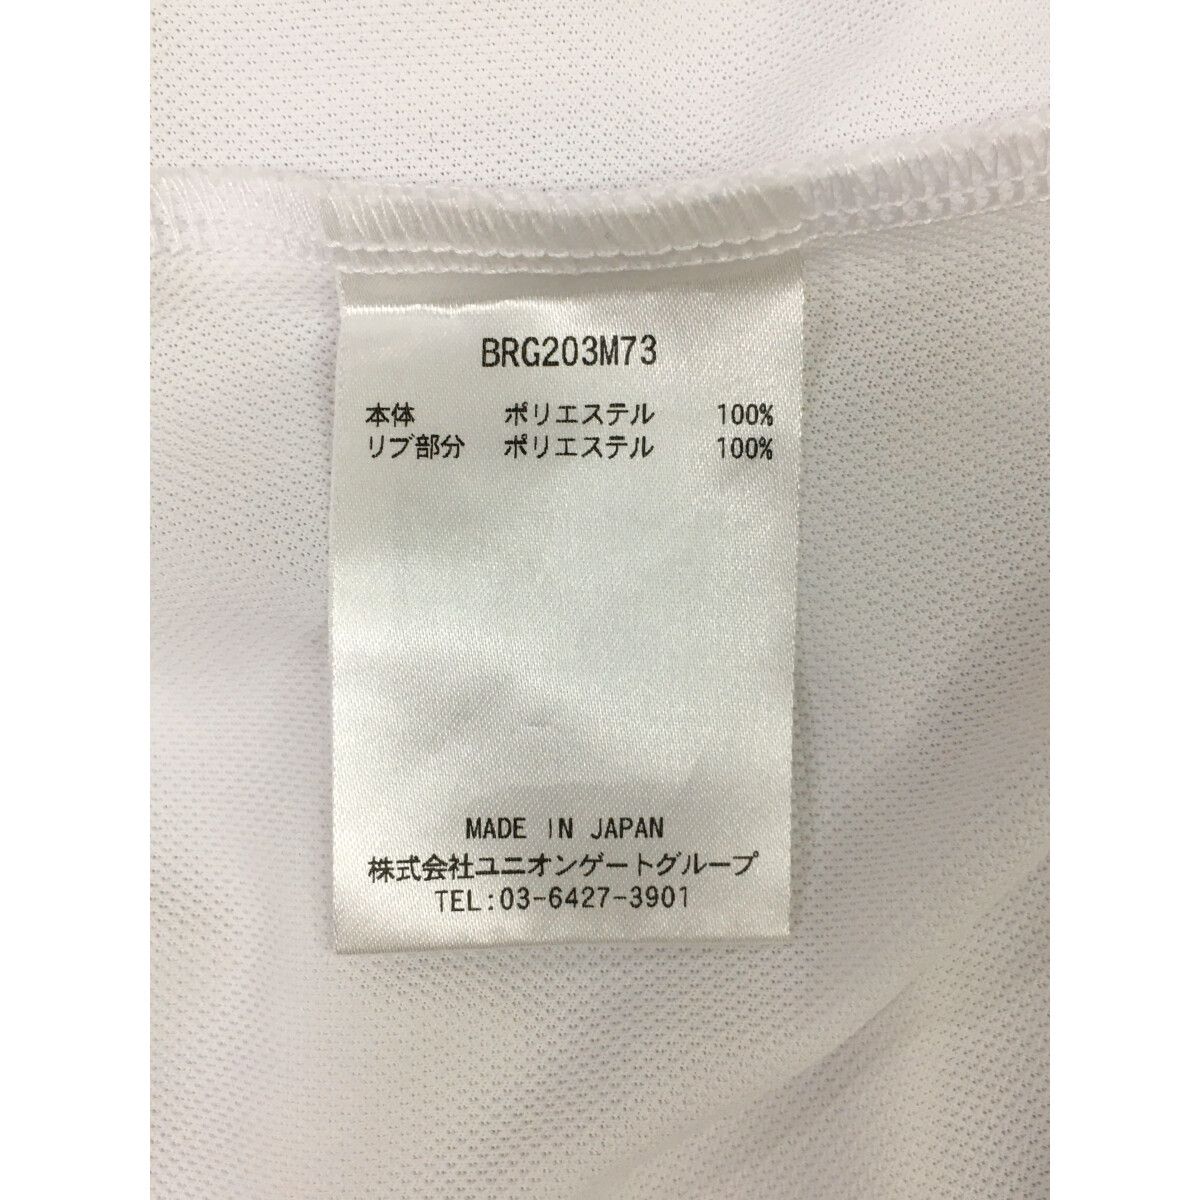 BRG203M73
本体 ポリエステル 100%
リブ部分 ポリエステル 100%
MADE IN JAPAN
株式会社ユニオンゲートグループ
TEL:03-6427-3901